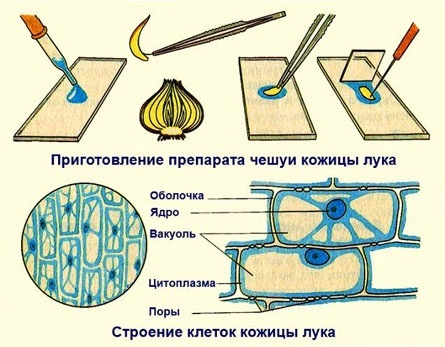 Приготовление препарата чешуи кожицы лука
Оболочка
Ядро
Вакуоль
Цитоплазма
Поры
Строение клеток кожицы лука